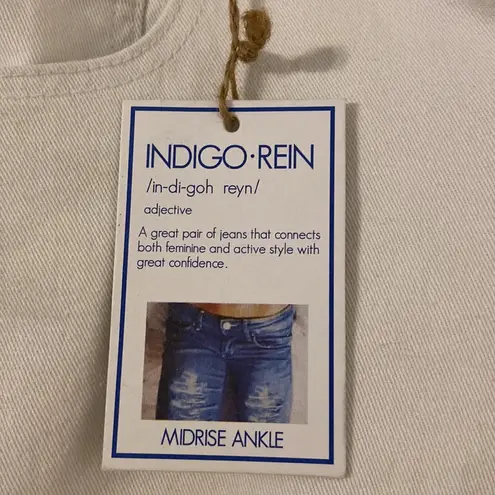 INDIGO·REIN
/in-di-goh reyn/
adjective
A great pair of jeans that connects
both feminine and active style with
great confidence.
MIDRISE ANKLE